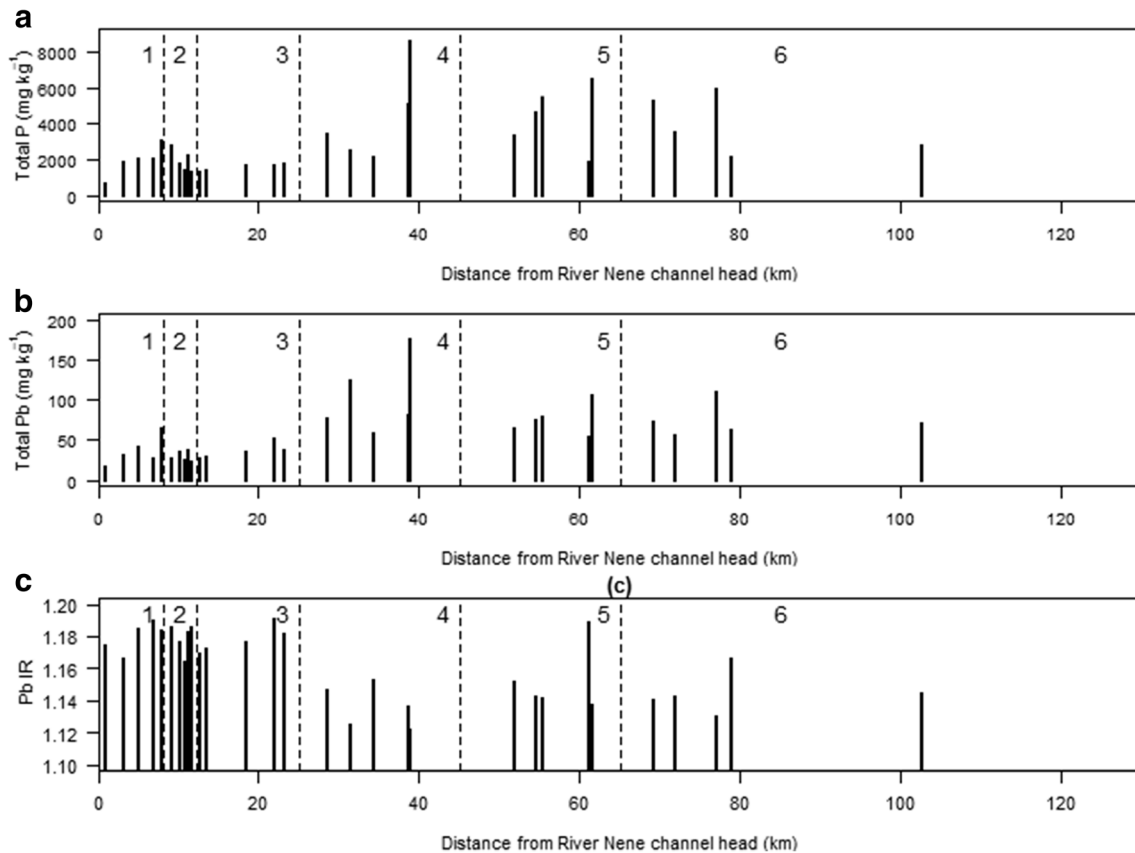 a
1 2 3 4 5 6
Total P (mg kg⁻¹)
8000
6000
4000
2000
0
0 20 40 60 80 100 120
Distance from River Nene channel head (km)
b
1 2 3 4 5 6
Total Pb (mg kg⁻¹)
200
150
100
50
0
0 20 40 60 80 100 120
Distance from River Nene channel head (km)
(c)
c
1 2 3 4 5 6
Pb IR
1.20
1.18
1.16
1.14
1.12
1.10
0 20 40 60 80 100 120
Distance from River Nene channel head (km)